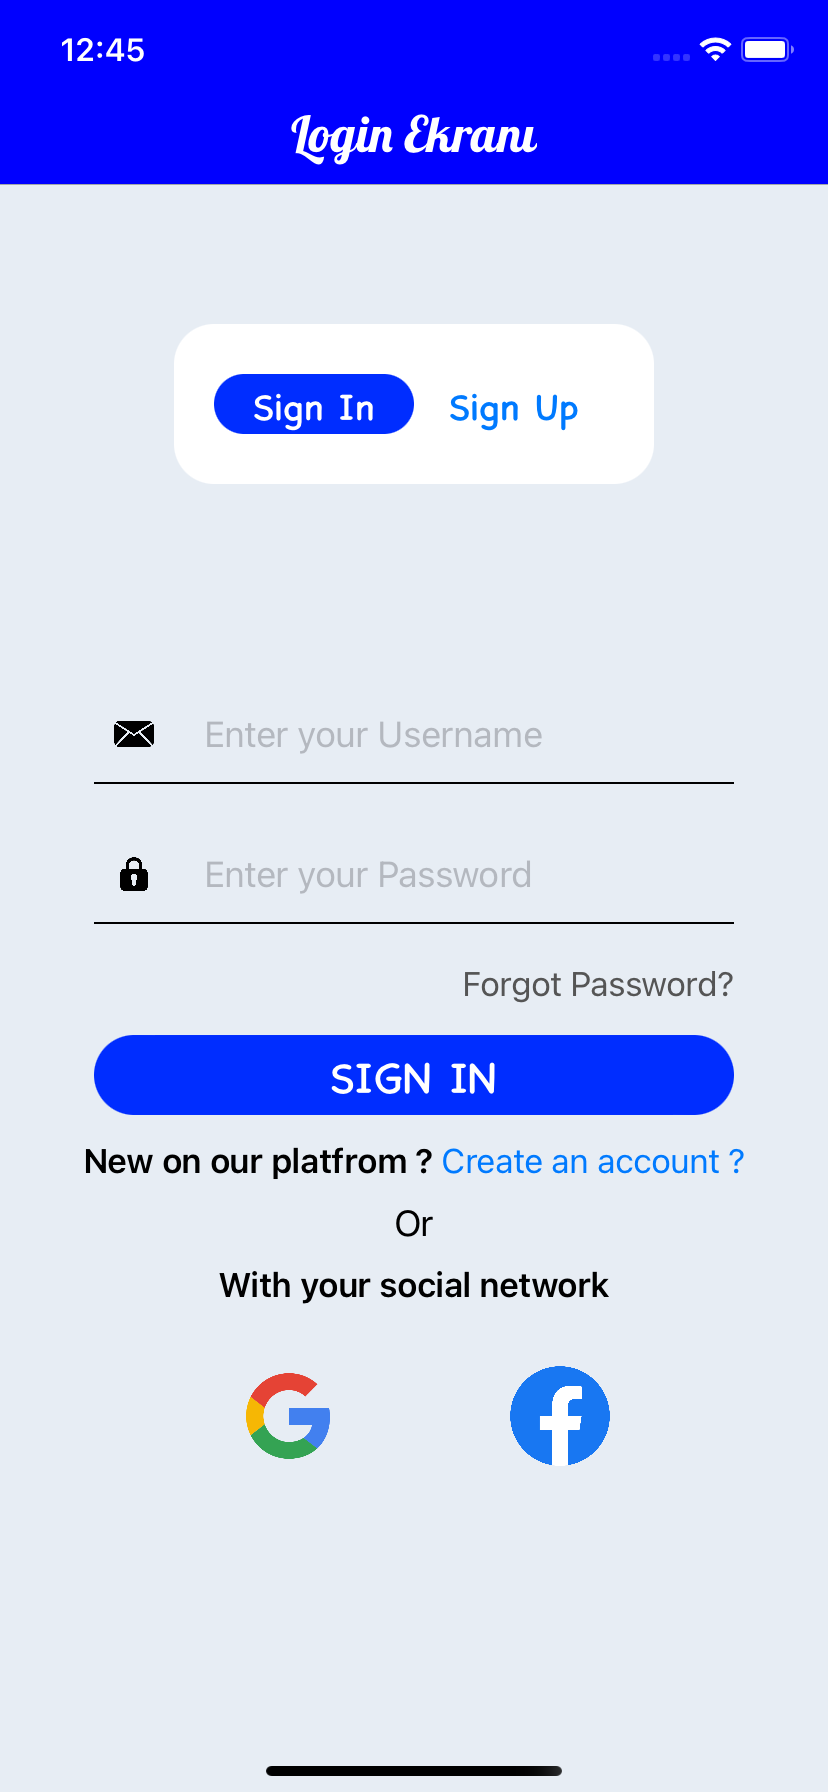 12:45
Login Ekranı
Sign In Sign Up
Enter your Username
Enter your Password
Forgot Password?
SIGN IN
New on our platfrom ? Create an account ?
Or
With your social network